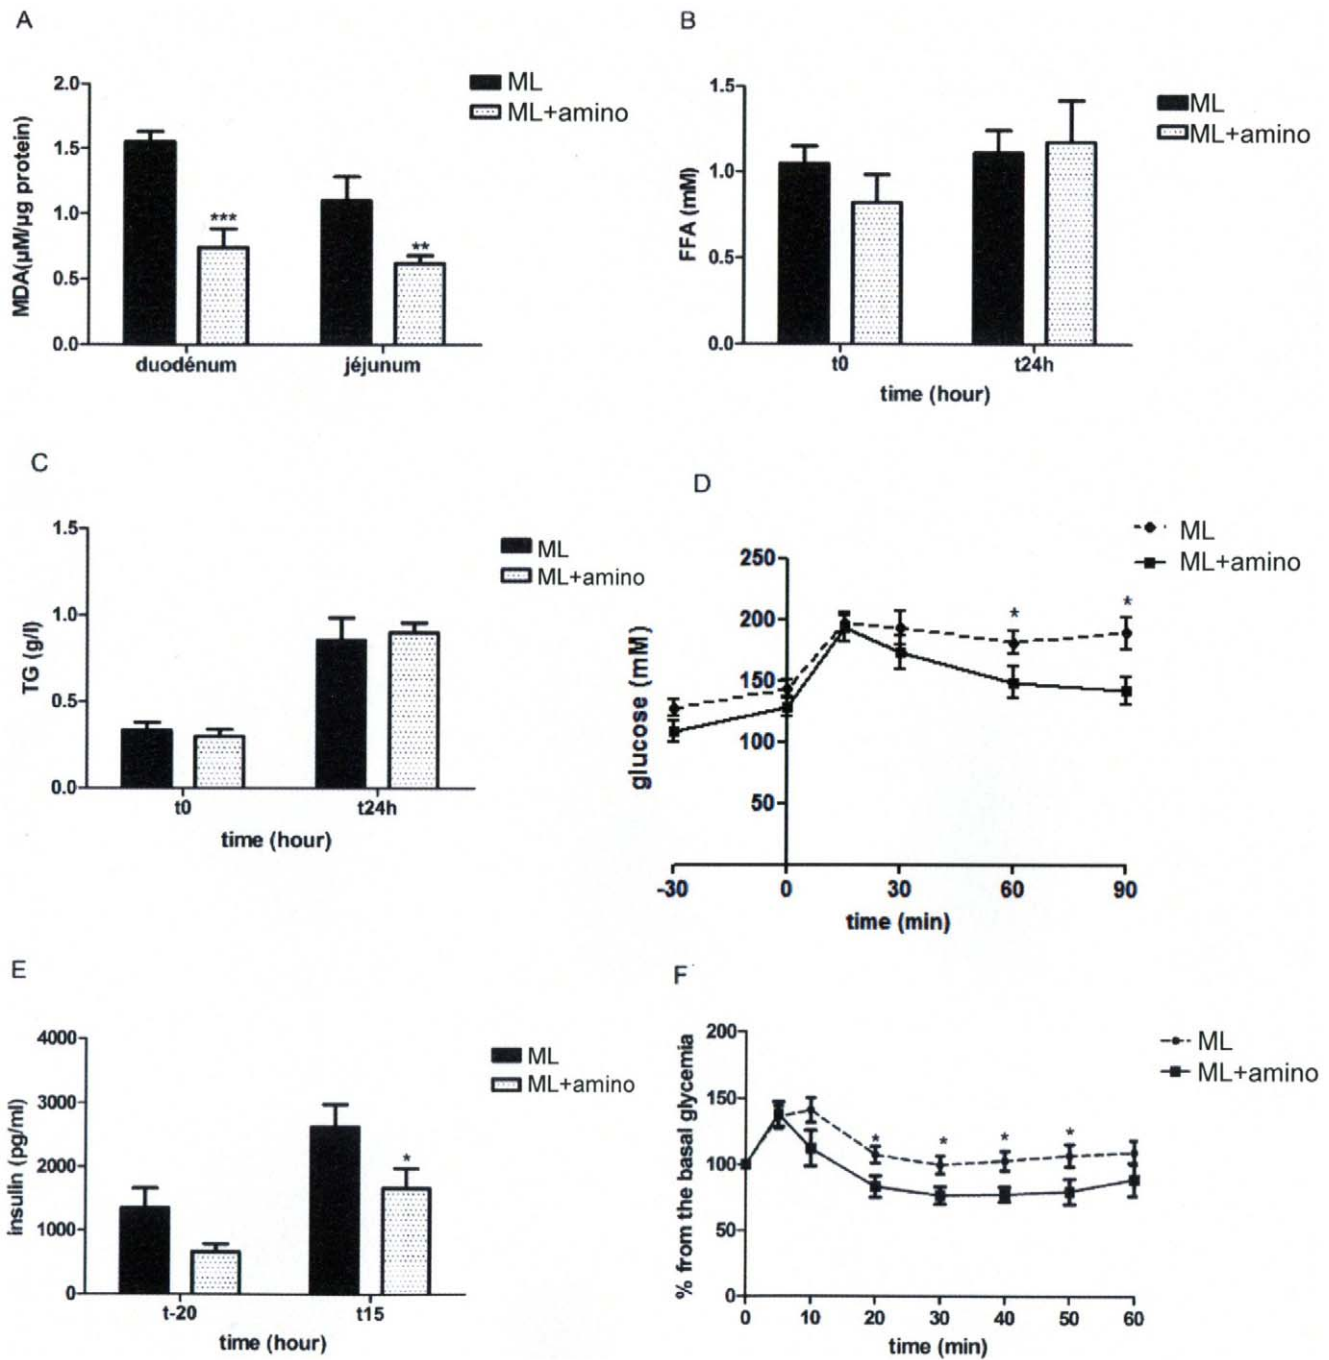 A
MDA(µM/µg protein)
2.0
1.5
1.0
0.5
0.0
***
**
duodénum jéjunum
ML
ML+amino
B
FFA (mM)
1.5
1.0
0.5
0.0
t0 t24h
time (hour)
ML
ML+amino
C
TG (g/l)
1.5
1.0
0.5
0.0
t0 t24h
time (hour)
ML
ML+amino
D
glucose (mM)
250
200
150
100
50
* *
-30 0 30 60 90
time (min)
ML
ML+amino
E
insulin (pg/ml)
4000
3000
2000
1000
0
*
t-20 t15
time (hour)
ML
ML+amino
F
% from the basal glycemia
200
150
100
50
0
* * * *
0 10 20 30 40 50 60
time (min)
ML
ML+amino